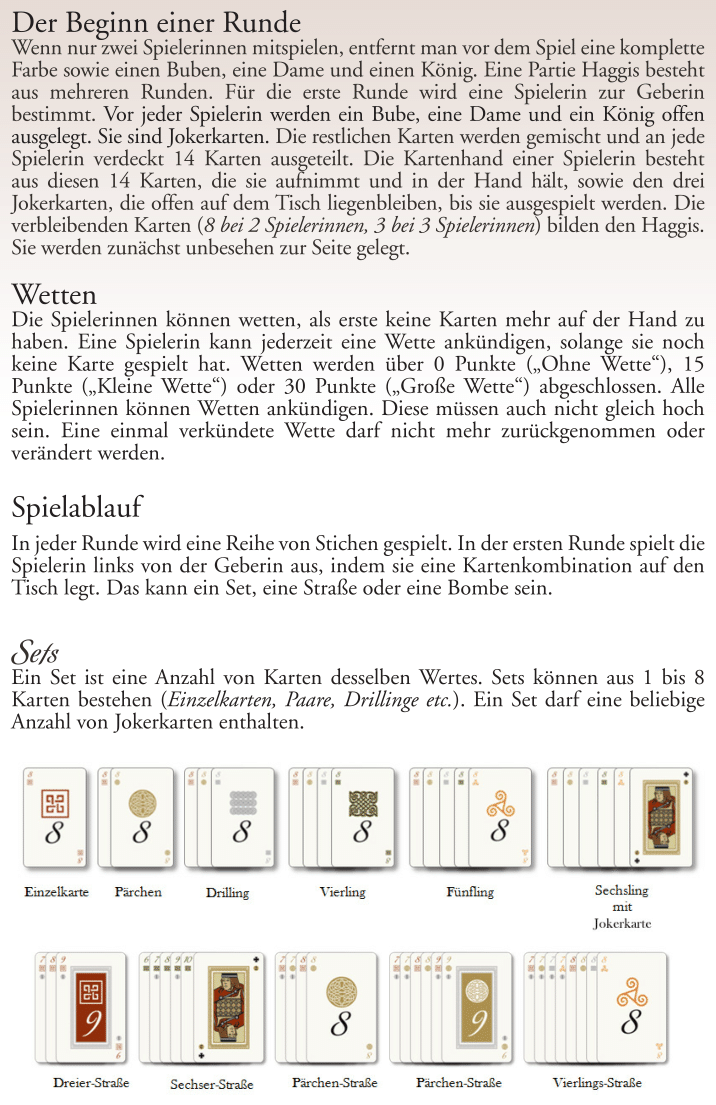 Der Beginn einer Runde
Wenn nur zwei Spielerinnen mitspielen, entfernt man vor dem Spiel eine komplette
Farbe sowie einen Buben, eine Dame und einen König. Eine Partie Haggis besteht
aus mehreren Runden. Für die erste Runde wird eine Spielerin zur Geberin
bestimmt. Vor jeder Spielerin werden ein Bube, eine Dame und ein König offen
ausgelegt. Sie sind Jokerkarten. Die restlichen Karten werden gemischt und an jede
Spielerin verdeckt 14 Karten ausgeteilt. Die Kartenhand einer Spielerin besteht
aus diesen 14 Karten, die sie aufnimmt und in der Hand hält, sowie den drei
Jokerkarten, die offen auf dem Tisch liegenbleiben, bis sie ausgespielt werden. Die
verbleibenden Karten (8 bei 2 Spielerinnen, 3 bei 3 Spielerinnen) bilden den Haggis.
Sie werden zunächst unbesehen zur Seite gelegt.
Wetten
Die Spielerinnen können wetten, als erste keine Karten mehr auf der Hand zu
haben. Eine Spielerin kann jederzeit eine Wette ankündigen, solange sie noch
keine Karte gespielt hat. Wetten werden über 0 Punkte („Ohne Wette“), 15
Punkte („Kleine Wette“) oder 30 Punkte („Große Wette“) abgeschlossen. Alle
Spielerinnen können Wetten ankündigen. Diese müssen auch nicht gleich hoch
sein. Eine einmal verkündete Wette darf nicht mehr zurückgenommen oder
verändert werden.
Spielablauf
In jeder Runde wird eine Reihe von Stichen gespielt. In der ersten Runde spielt die
Spielerin links von der Geberin aus, indem sie eine Kartenkombination auf den
Tisch legt. Das kann ein Set, eine Straße oder eine Bombe sein.
Sets
Ein Set ist eine Anzahl von Karten desselben Wertes. Sets können aus 1 bis 8
Karten bestehen (Einzelkarten, Paare, Drillinge etc.). Ein Set darf eine beliebige
Anzahl von Jokerkarten enthalten.
8 8 8 8 8
Einzelkarte Pärchen Drilling Vierling Fünfling Sechsling
mit
Jokerkarte
9 8 9 8
Dreier-Straße Sechser-Straße Pärchen-Straße Pärchen-Straße Vierlings-Straße